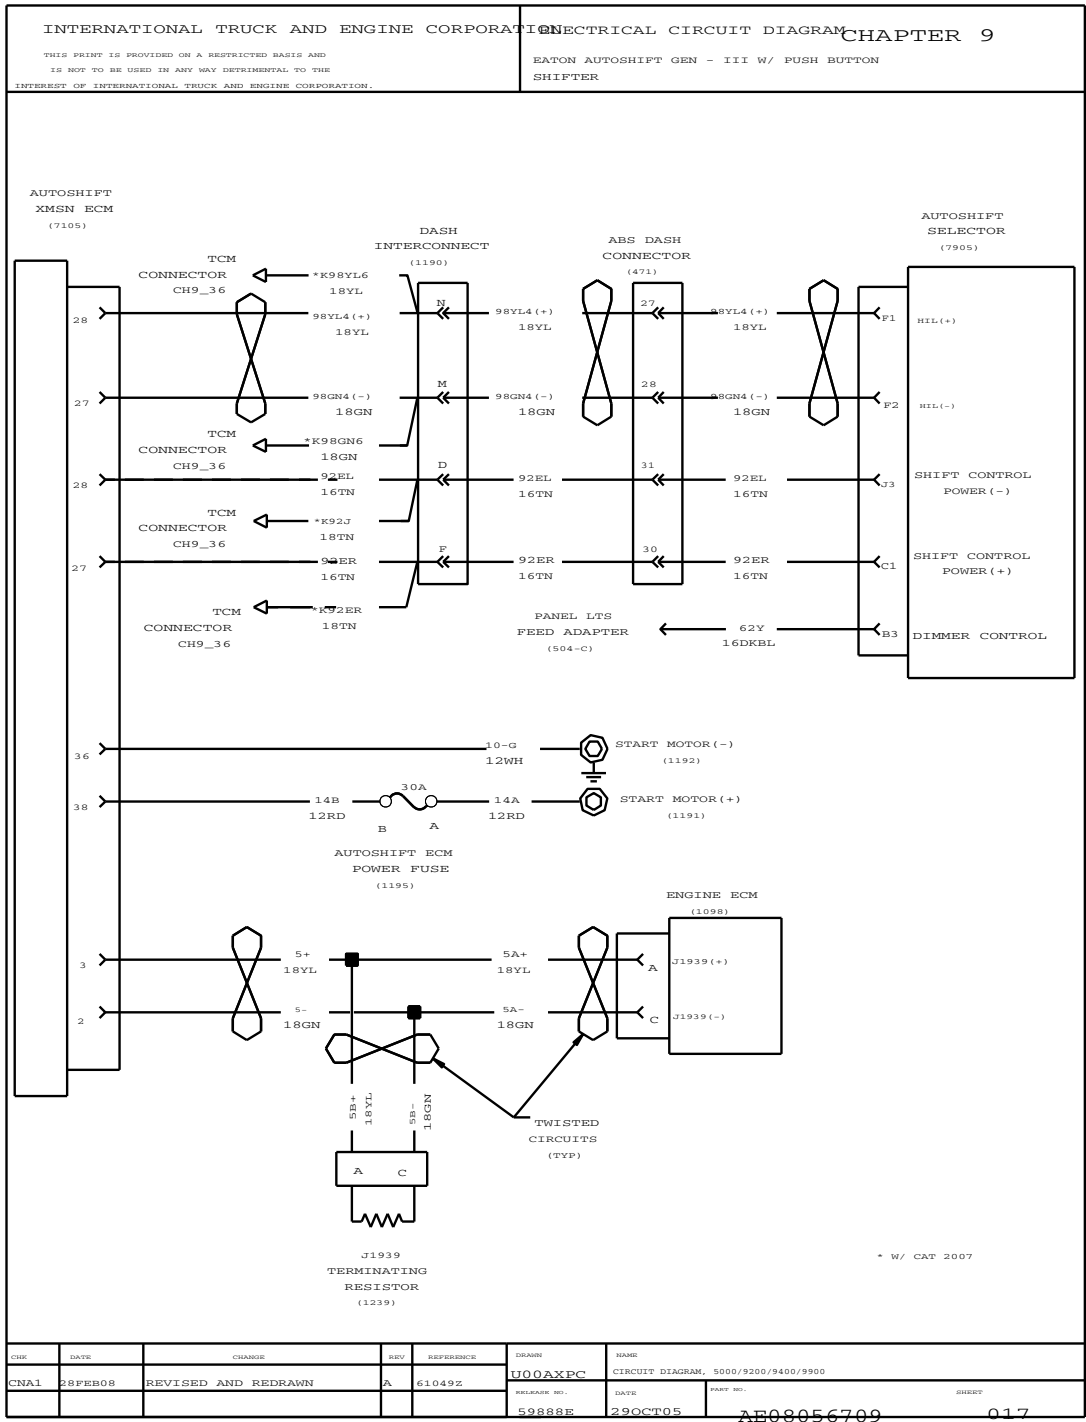 INTERNATIONAL TRUCK AND ENGINE CORPORATION
THIS PRINT IS PROVIDED ON A RESTRICTED BASIS AND
IS NOT TO BE USED IN ANY WAY DETRIMENTAL TO THE
INTEREST OF INTERNATIONAL TRUCK AND ENGINE CORPORATION.
ELECTRICAL CIRCUIT DIAGRAM
CHAPTER 9
EATON AUTOSHIFT GEN - III W/ PUSH BUTTON
SHIFTER
AUTOSHIFT
XMSN ECM
(7105)
DASH
INTERCONNECT
(1190)
ABS DASH
CONNECTOR
(471)
AUTOSHIFT
SELECTOR
(7905)
TCM
CONNECTOR
CH9_36
*K98YL6
18YL
28
98YL4(+)
18YL
N
98YL4(+)
18YL
27
98YL4(+)
18YL
F1
HIL(+)
27
98GN4(-)
18GN
M
98GN4(-)
18GN
28
98GN4(-)
18GN
F2
HIL(-)
TCM
CONNECTOR
CH9_36
*K98GN6
18GN
28
92EL
16TN
D
92EL
16TN
31
92EL
16TN
J3
SHIFT CONTROL
POWER(-)
TCM
CONNECTOR
CH9_36
*K92J
18TN
27
92ER
16TN
F
92ER
16TN
30
92ER
16TN
C1
SHIFT CONTROL
POWER(+)
TCM
CONNECTOR
CH9_36
*K92ER
18TN
PANEL LTS
FEED ADAPTER
(504-C)
62Y
16DKBL
B3
DIMMER CONTROL
36
10-G
12WH
START MOTOR(-)
(1192)
38
14B
12RD
30A
B
A
14A
12RD
START MOTOR(+)
(1191)
AUTOSHIFT ECM
POWER FUSE
(1195)
ENGINE ECM
(1098)
3
5+
18YL
5A+
18YL
A
J1939(+)
2
5-
18GN
5A-
18GN
C
J1939(-)
5B+
18YL
5B-
18GN
TWISTED
CIRCUITS
(TYP)
A
C
J1939
TERMINATING
RESISTOR
(1239)
* W/ CAT 2007
CHK
DATE
CHANGE
REV
REFERENCE
CNA1
28FEB08
REVISED AND REDRAWN
A
61049Z
DRAWN
U00AXPC
NAME
CIRCUIT DIAGRAM, 5000/9200/9400/9900
RELEASE NO.
59888E
DATE
29OCT05
PART NO.
AE08056709
SHEET
017